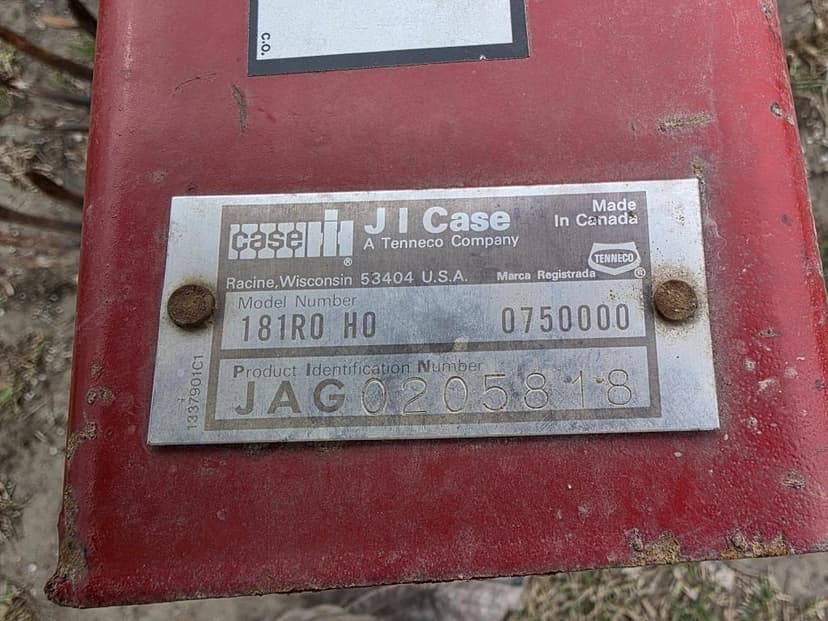 C.O.
case IH ®
J I Case
A Tenneco Company
Made
In Canada
TENNECO ®
Racine, Wisconsin 53404 U.S.A. Marca Registrada
Model Number
181RO HO 0750000
Product Identification Number
JAG0205818
1337901C1